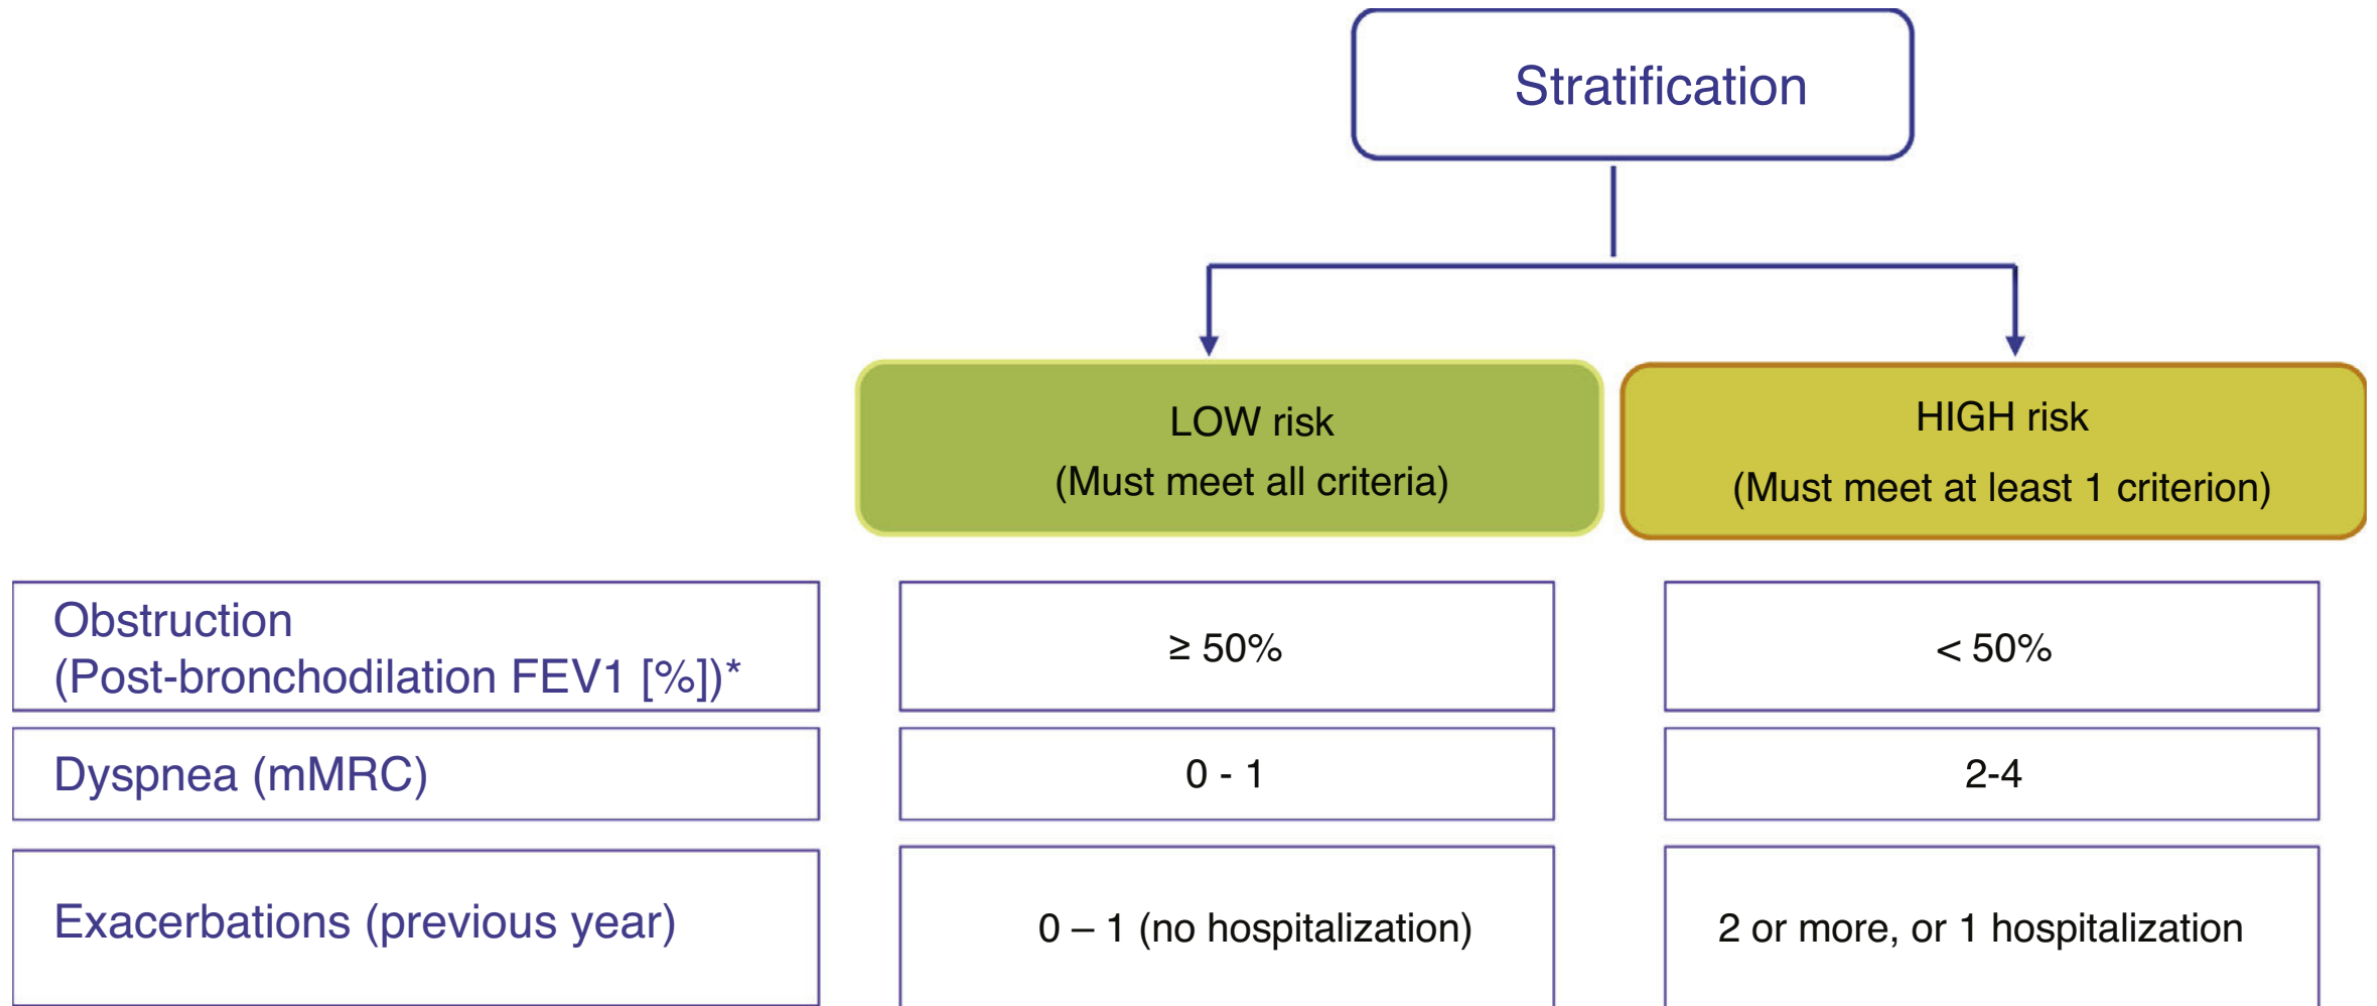 Stratification
LOW risk
(Must meet all criteria)
HIGH risk
(Must meet at least 1 criterion)
Obstruction
(Post-bronchodilation FEV1 [%])*
≥ 50%
< 50%
Dyspnea (mMRC)
0 - 1
2-4
Exacerbations (previous year)
0 – 1 (no hospitalization)
2 or more, or 1 hospitalization